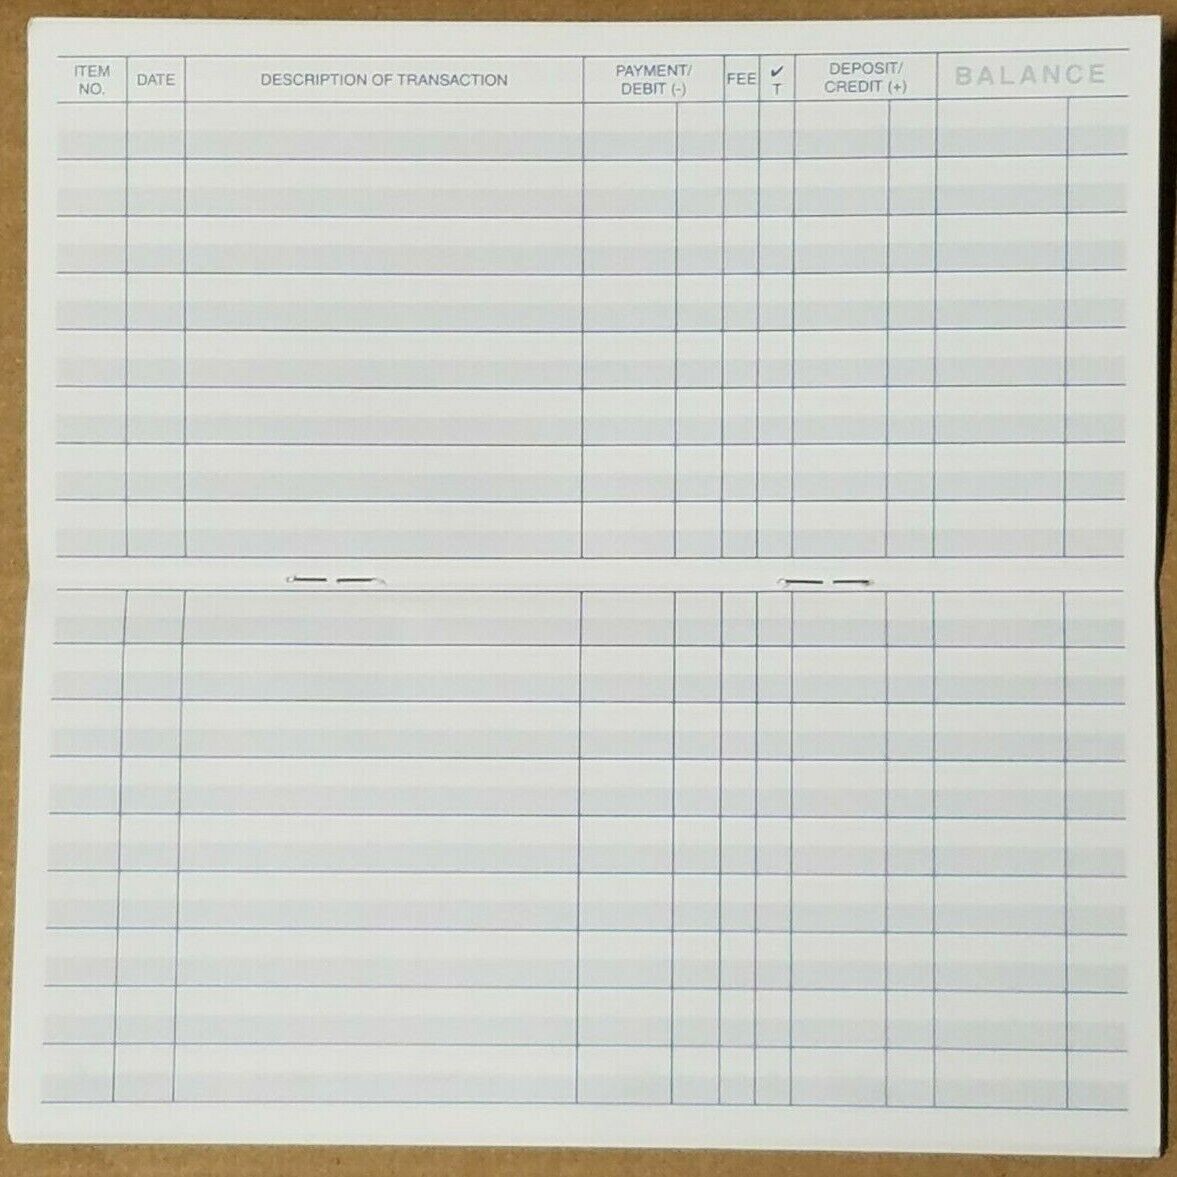 ITEM NO.
DATE
DESCRIPTION OF TRANSACTION
PAYMENT/
DEBIT (-)
FEE
✓
T
DEPOSIT/
CREDIT (+)
BALANCE